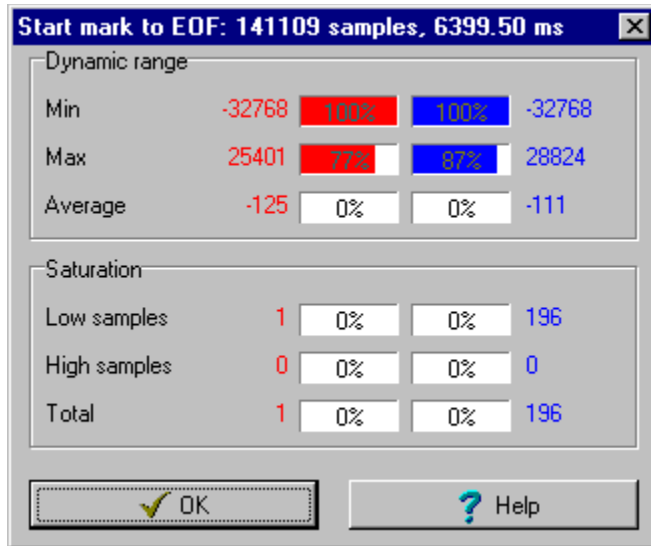 Start mark to EOF: 141109 samples, 6399.50 ms
Dynamic range
Min -32768 100% 100% -32768
Max 25401 77% 87% 28824
Average -125 0% 0% -111
Saturation
Low samples 1 0% 0% 196
High samples 0 0% 0% 0
Total 1 0% 0% 196
OK ? Help